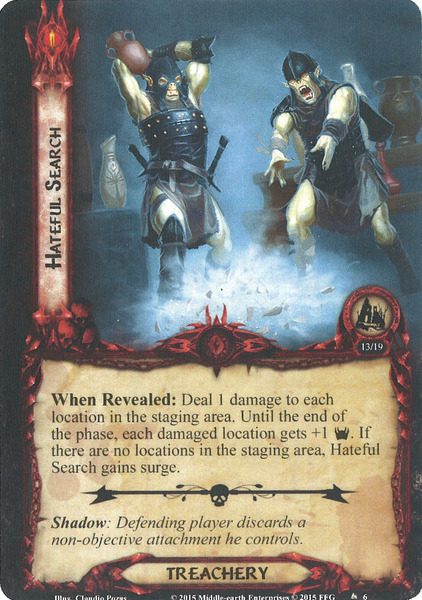 HATEFUL SEARCH
13/19
When Revealed: Deal 1 damage to each
location in the staging area. Until the end of
the phase, each damaged location gets +1 . If
there are no locations in the staging area, Hateful
Search gains surge.
Shadow: Defending player discards a
non-objective attachment he controls.
TREACHERY
Illus. Claudio Pozas © 2015 Middle-earth Enterprises © 2015 FFG 6